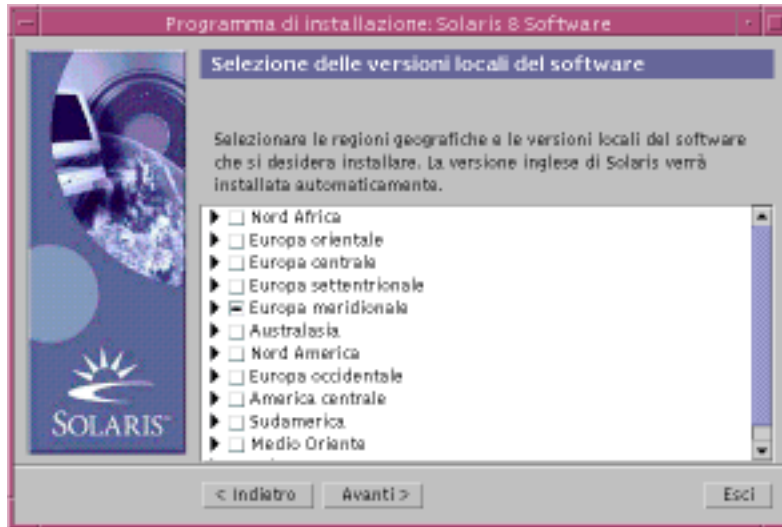 Programma di installazione: Solaris 8 Software
Selezione delle versioni locali del software
Selezionare le regioni geografiche e le versioni locali del software
che si desidera installare. La versione inglese di Solaris verrà
installata automaticamente.
Nord Africa
Europa orientale
Europa centrale
Europa settentrionale
Europa meridionale
Australasia
Nord America
Europa occidentale
America centrale
Sudamerica
Medio Oriente
SOLARIS™
< Indietro
Avanti >
Esci